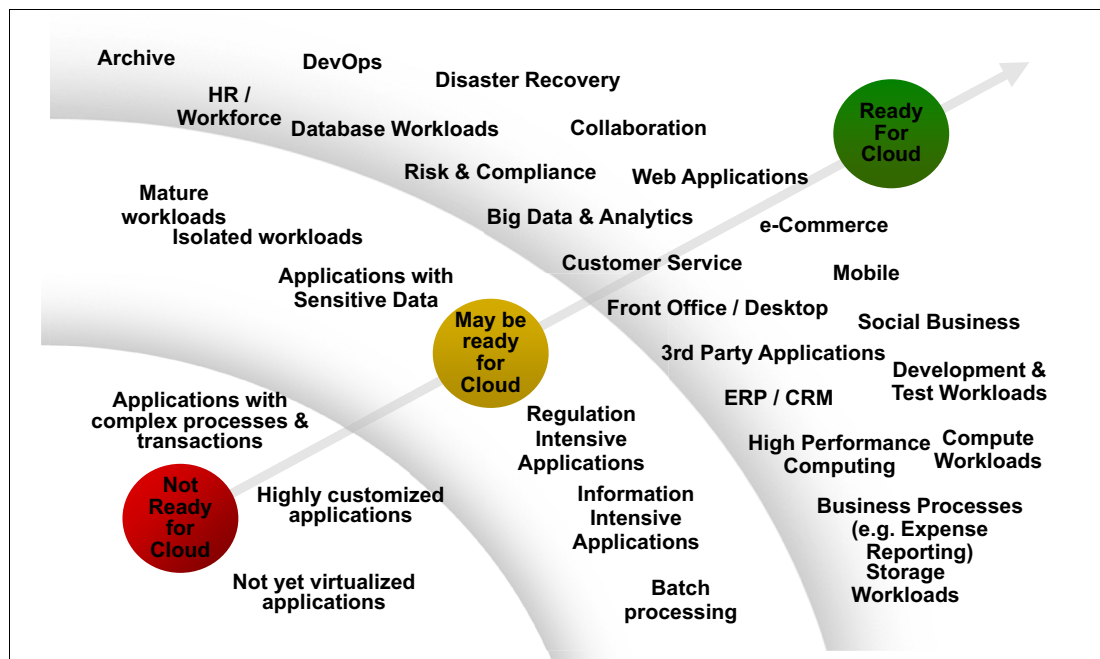 Archive
DevOps
Disaster Recovery
HR /
Workforce
Database Workloads
Collaboration
Ready
For
Cloud
Risk & Compliance
Web Applications
Mature
workloads
Isolated workloads
Big Data & Analytics
e-Commerce
Applications with
Sensitive Data
Customer Service
Mobile
May be
ready
for
Cloud
Front Office / Desktop
Social Business
3rd Party Applications
Development &
Test Workloads
ERP / CRM
Applications with
complex processes &
transactions
Regulation
Intensive
Applications
High Performance
Computing
Compute
Workloads
Not
Ready
for
Cloud
Highly customized
applications
Information
Intensive
Applications
Business Processes
(e.g. Expense
Reporting)
Storage
Workloads
Not yet virtualized
applications
Batch
processing